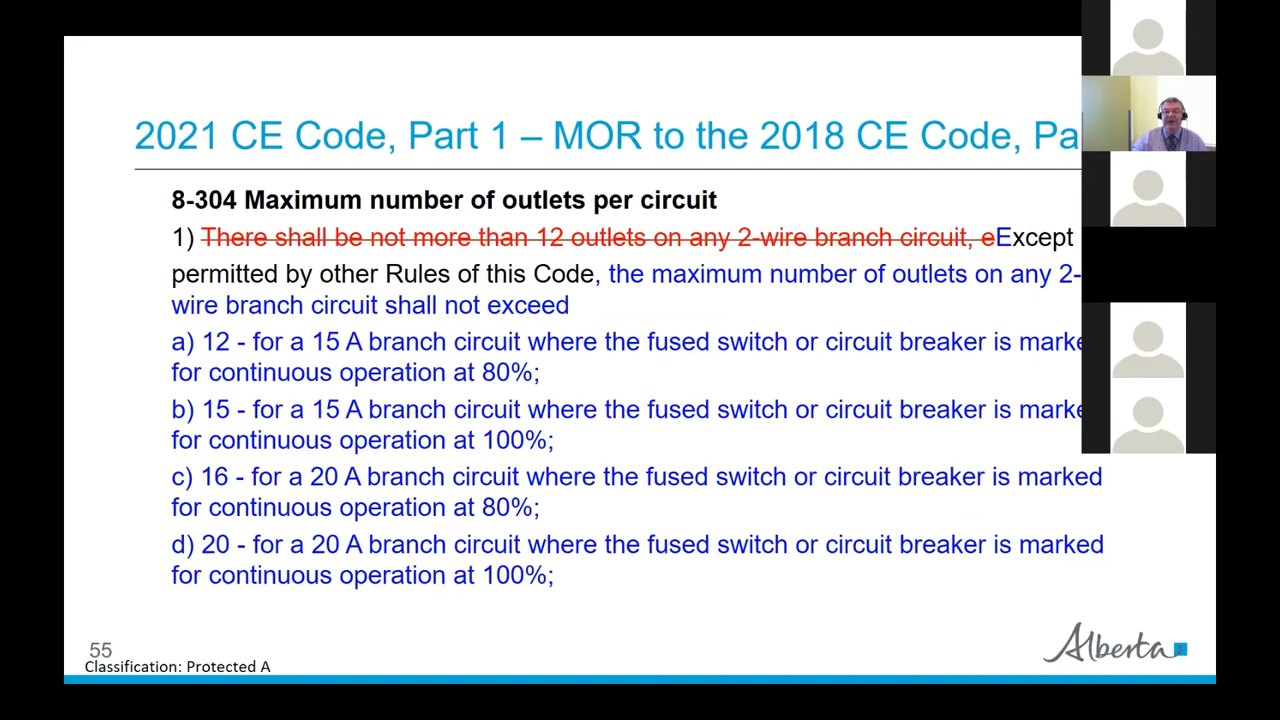 2021 CE Code, Part 1 – MOR to the 2018 CE Code, Pa
8-304 Maximum number of outlets per circuit
1) There shall be not more than 12 outlets on any 2-wire branch circuit, eExcept
permitted by other Rules of this Code, the maximum number of outlets on any 2-
wire branch circuit shall not exceed
a) 12 - for a 15 A branch circuit where the fused switch or circuit breaker is marke
for continuous operation at 80%;
b) 15 - for a 15 A branch circuit where the fused switch or circuit breaker is marke
for continuous operation at 100%;
c) 16 - for a 20 A branch circuit where the fused switch or circuit breaker is marked
for continuous operation at 80%;
d) 20 - for a 20 A branch circuit where the fused switch or circuit breaker is marked
for continuous operation at 100%;
55
Classification: Protected A
Alberta